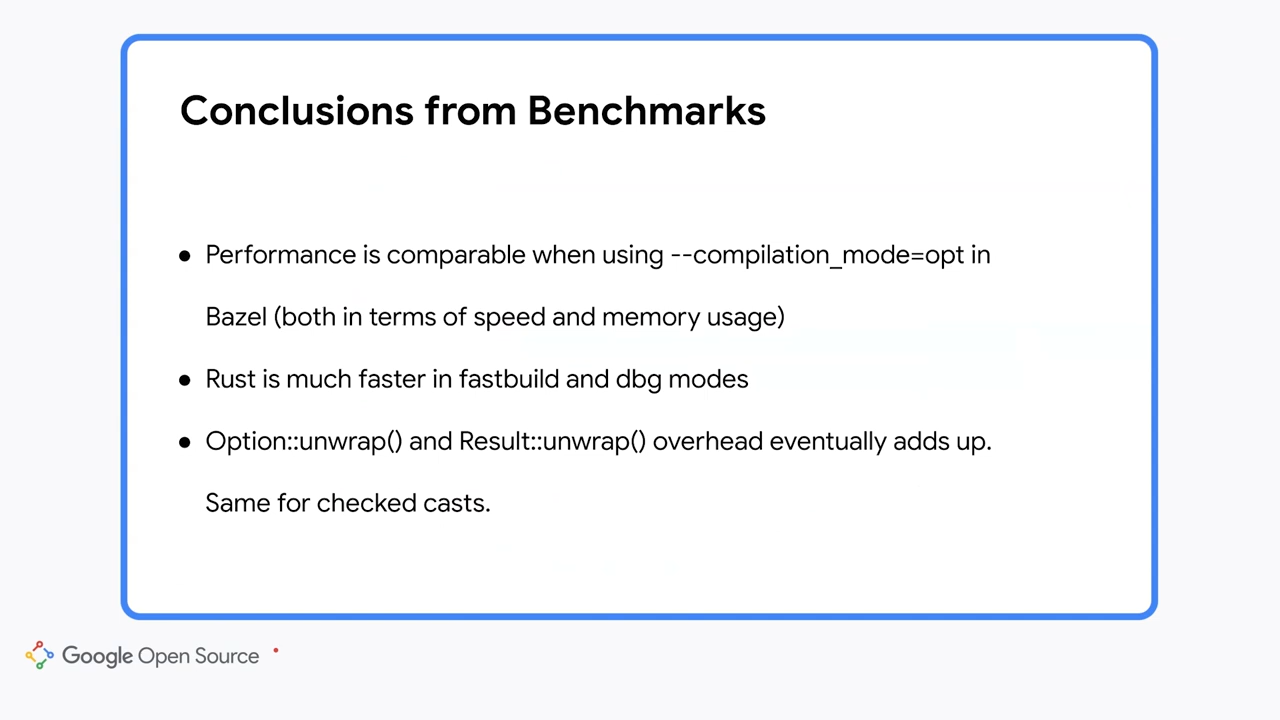 Conclusions from Benchmarks
● Performance is comparable when using --compilation_mode=opt in
Bazel (both in terms of speed and memory usage)
● Rust is much faster in fastbuild and dbg modes
● Option::unwrap() and Result::unwrap() overhead eventually adds up.
Same for checked casts.
Google Open Source